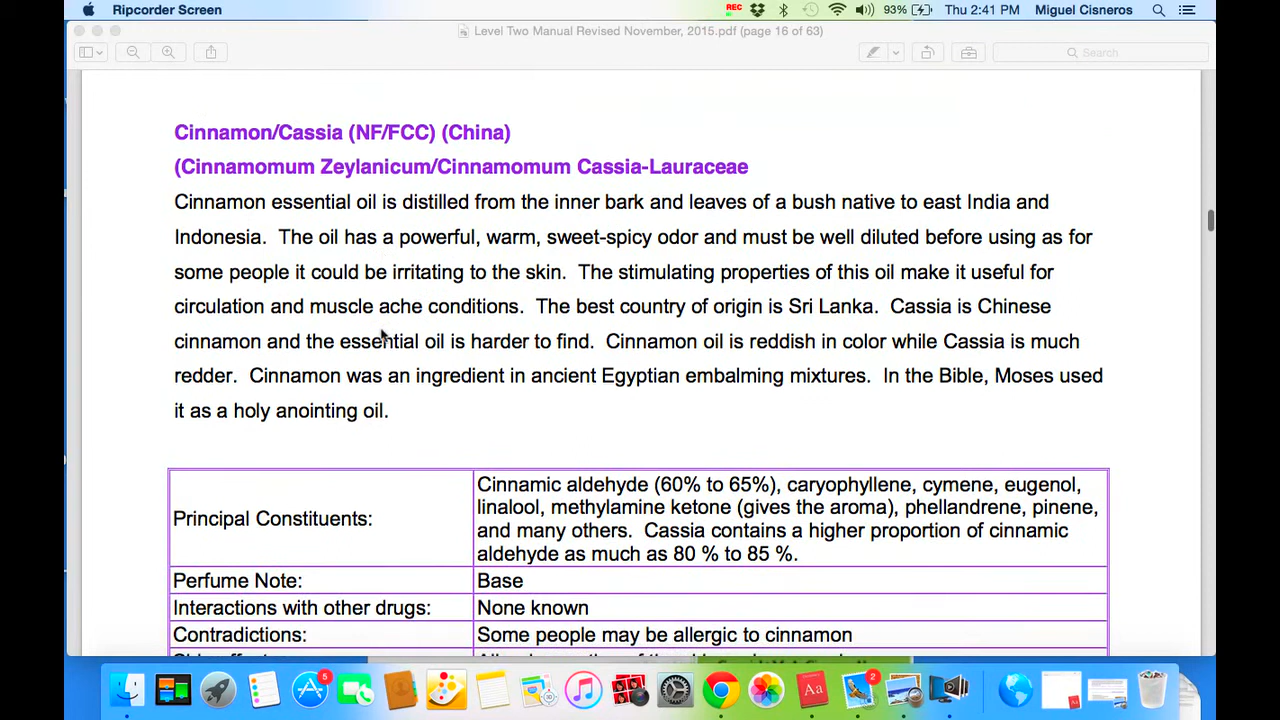 Ripcorder Screen
REC
93%
Thu 2:41 PM
Miguel Cisneros
Level Two Manual Revised November, 2015.pdf (page 16 of 63)
Search
Cinnamon/Cassia (NF/FCC) (China)
(Cinnamomum Zeylanicum/Cinnamomum Cassia-Lauraceae
Cinnamon essential oil is distilled from the inner bark and leaves of a bush native to east India and
Indonesia. The oil has a powerful, warm, sweet-spicy odor and must be well diluted before using as for
some people it could be irritating to the skin. The stimulating properties of this oil make it useful for
circulation and muscle ache conditions. The best country of origin is Sri Lanka. Cassia is Chinese
cinnamon and the essential oil is harder to find. Cinnamon oil is reddish in color while Cassia is much
redder. Cinnamon was an ingredient in ancient Egyptian embalming mixtures. In the Bible, Moses used
it as a holy anointing oil.
Principal Constituents:
Cinnamic aldehyde (60% to 65%), caryophyllene, cymene, eugenol,
linalool, methylamine ketone (gives the aroma), phellandrene, pinene,
and many others. Cassia contains a higher proportion of cinnamic
aldehyde as much as 80 % to 85 %.
Perfume Note:
Base
Interactions with other drugs:
None known
Contradictions:
Some people may be allergic to cinnamon
5
Aa
2